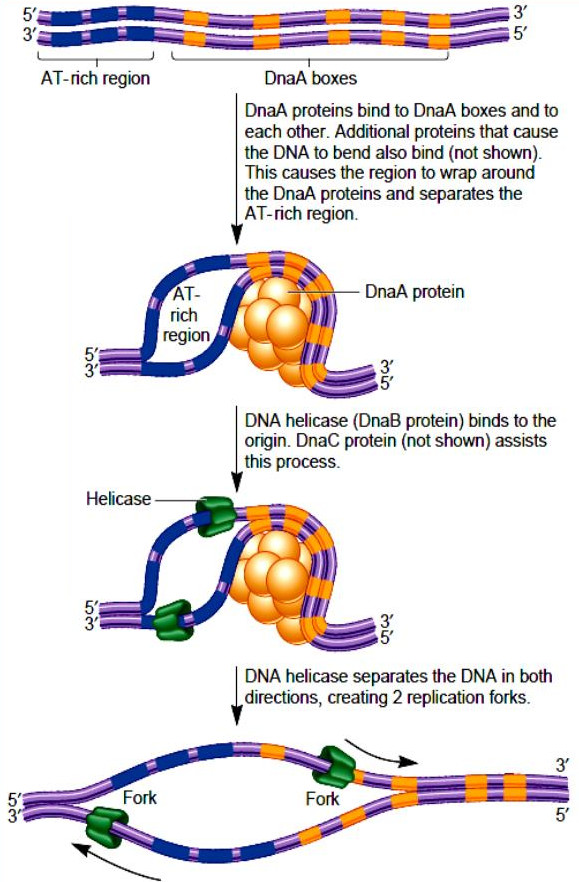 5′ 3′
3′ 5′
AT-rich region DnaA boxes
DnaA proteins bind to DnaA boxes and to
each other. Additional proteins that cause
the DNA to bend also bind (not shown).
This causes the region to wrap around
the DnaA proteins and separates the
AT-rich region.
AT-
rich
region
DnaA protein
5′
3′
3′
5′
DNA helicase (DnaB protein) binds to the
origin. DnaC protein (not shown) assists
this process.
Helicase
5′
3′
3′
5′
DNA helicase separates the DNA in both
directions, creating 2 replication forks.
3′
5′ Fork Fork
3′ 5′